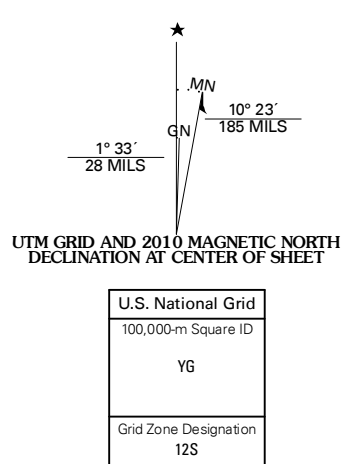 ★
MN
GN
10° 23´
185 MILS
1° 33´
28 MILS
UTM GRID AND 2010 MAGNETIC NORTH
DECLINATION AT CENTER OF SHEET
U.S. National Grid
100,000-m Square ID
YG
Grid Zone Designation
12S